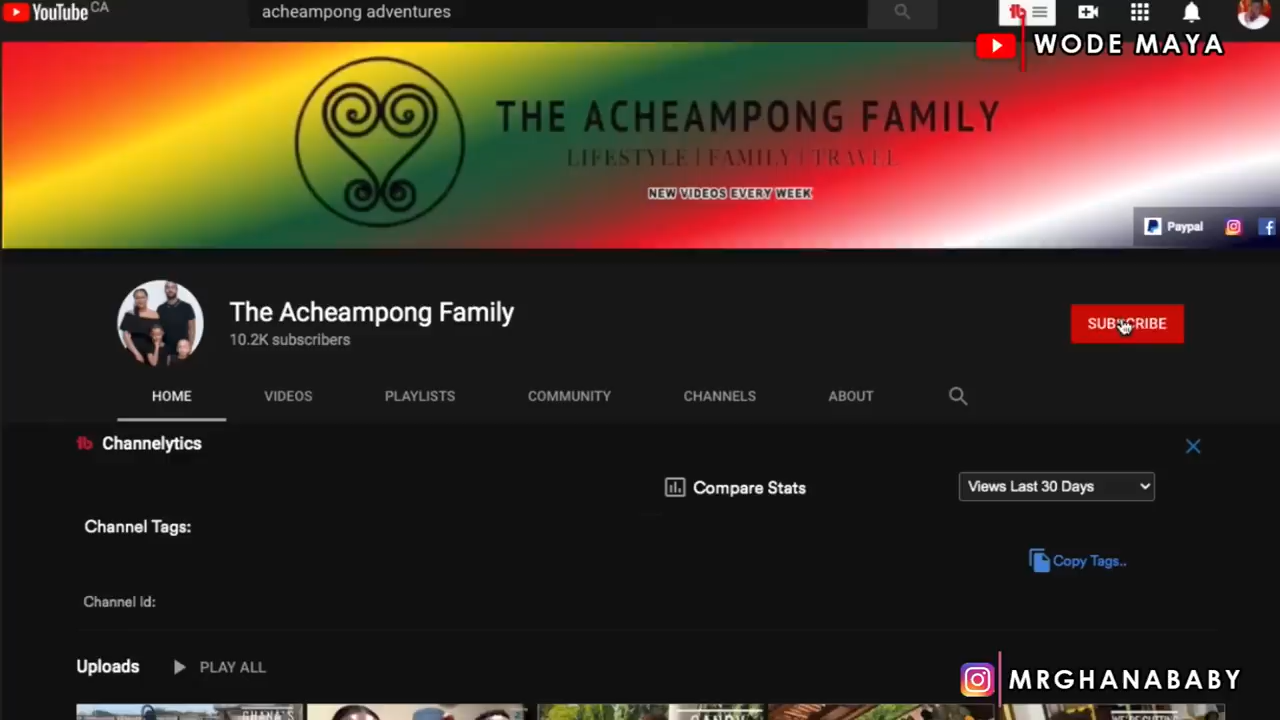 YouTube CA
acheampong adventures
WODE MAYA
THE ACHEAMPONG FAMILY
LIFESTYLE | FAMILY | TRAVEL
NEW VIDEOS EVERY WEEK
Paypal
The Acheampong Family
10.2K subscribers
SUBSCRIBE
HOME
VIDEOS
PLAYLISTS
COMMUNITY
CHANNELS
ABOUT
tb Channelytics
Compare Stats
Views Last 30 Days
Channel Tags:
Copy Tags..
Channel Id:
Uploads
PLAY ALL
MRGHANABABY
GHANA'S